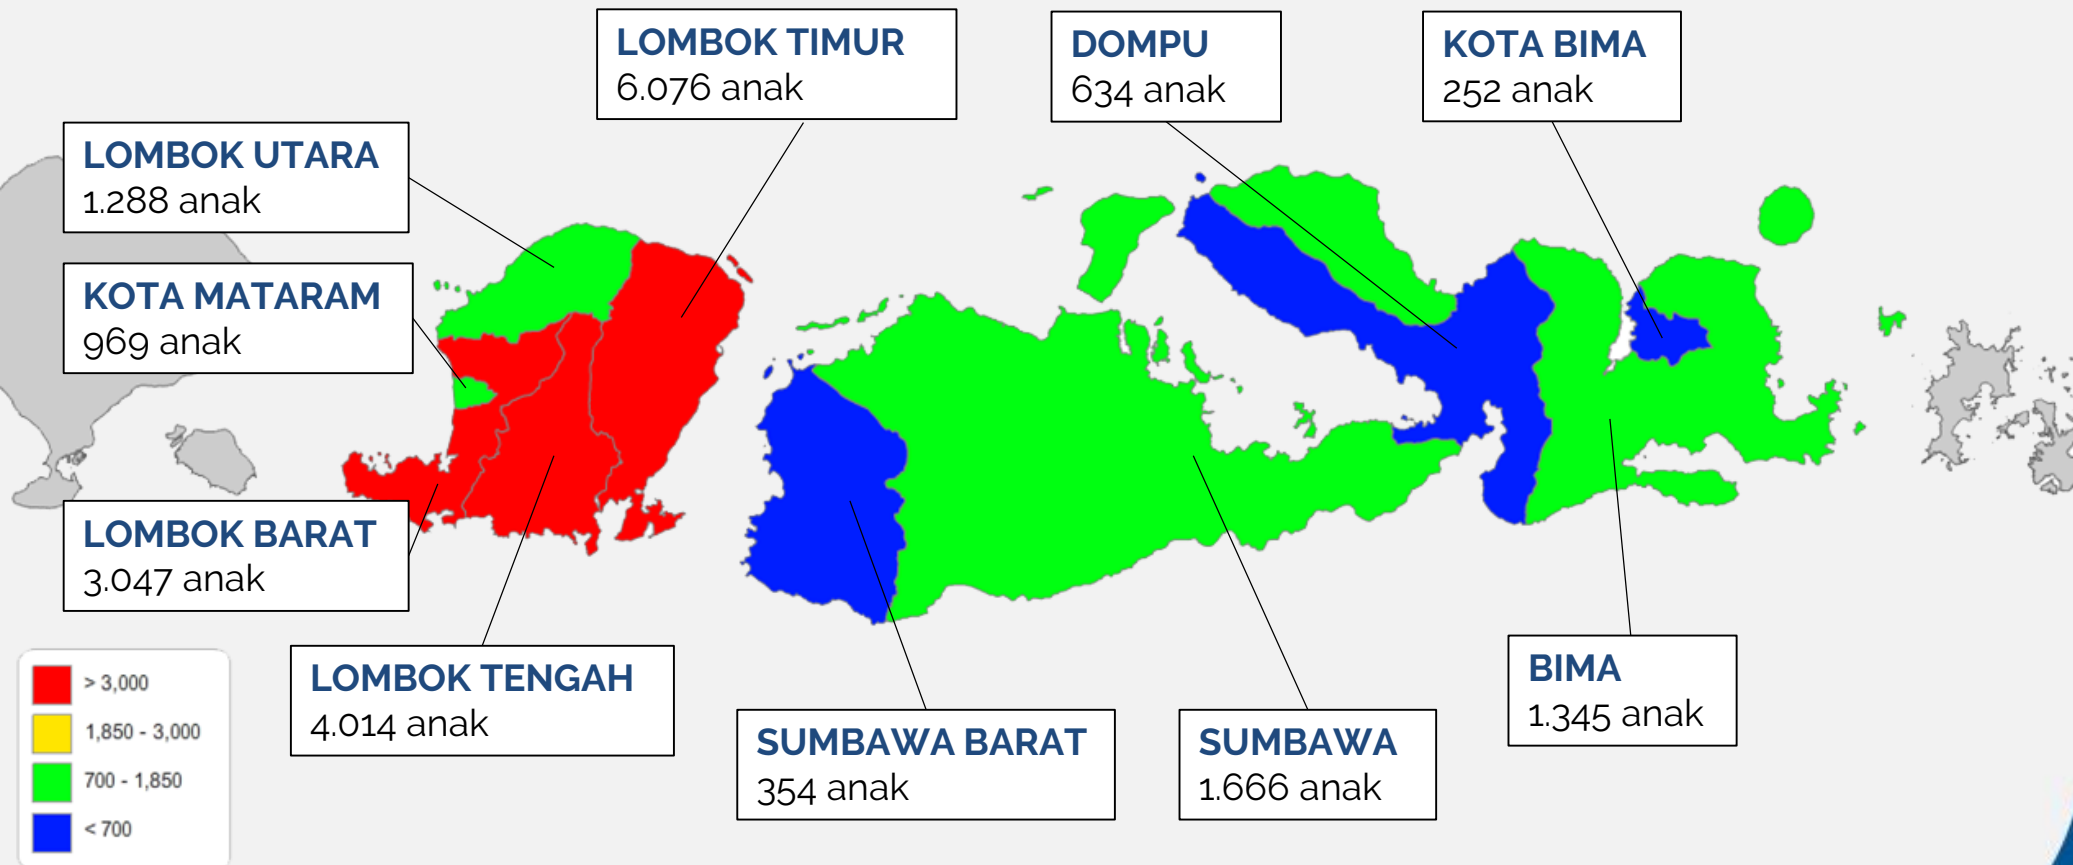 LOMBOK TIMUR
6.076 anak
DOMPU
634 anak
KOTA BIMA
252 anak
LOMBOK UTARA
1.288 anak
KOTA MATARAM
969 anak
LOMBOK BARAT
3.047 anak
LOMBOK TENGAH
4.014 anak
SUMBAWA BARAT
354 anak
SUMBAWA
1.666 anak
BIMA
1.345 anak
> 3,000
1,850 - 3,000
700 - 1,850
< 700